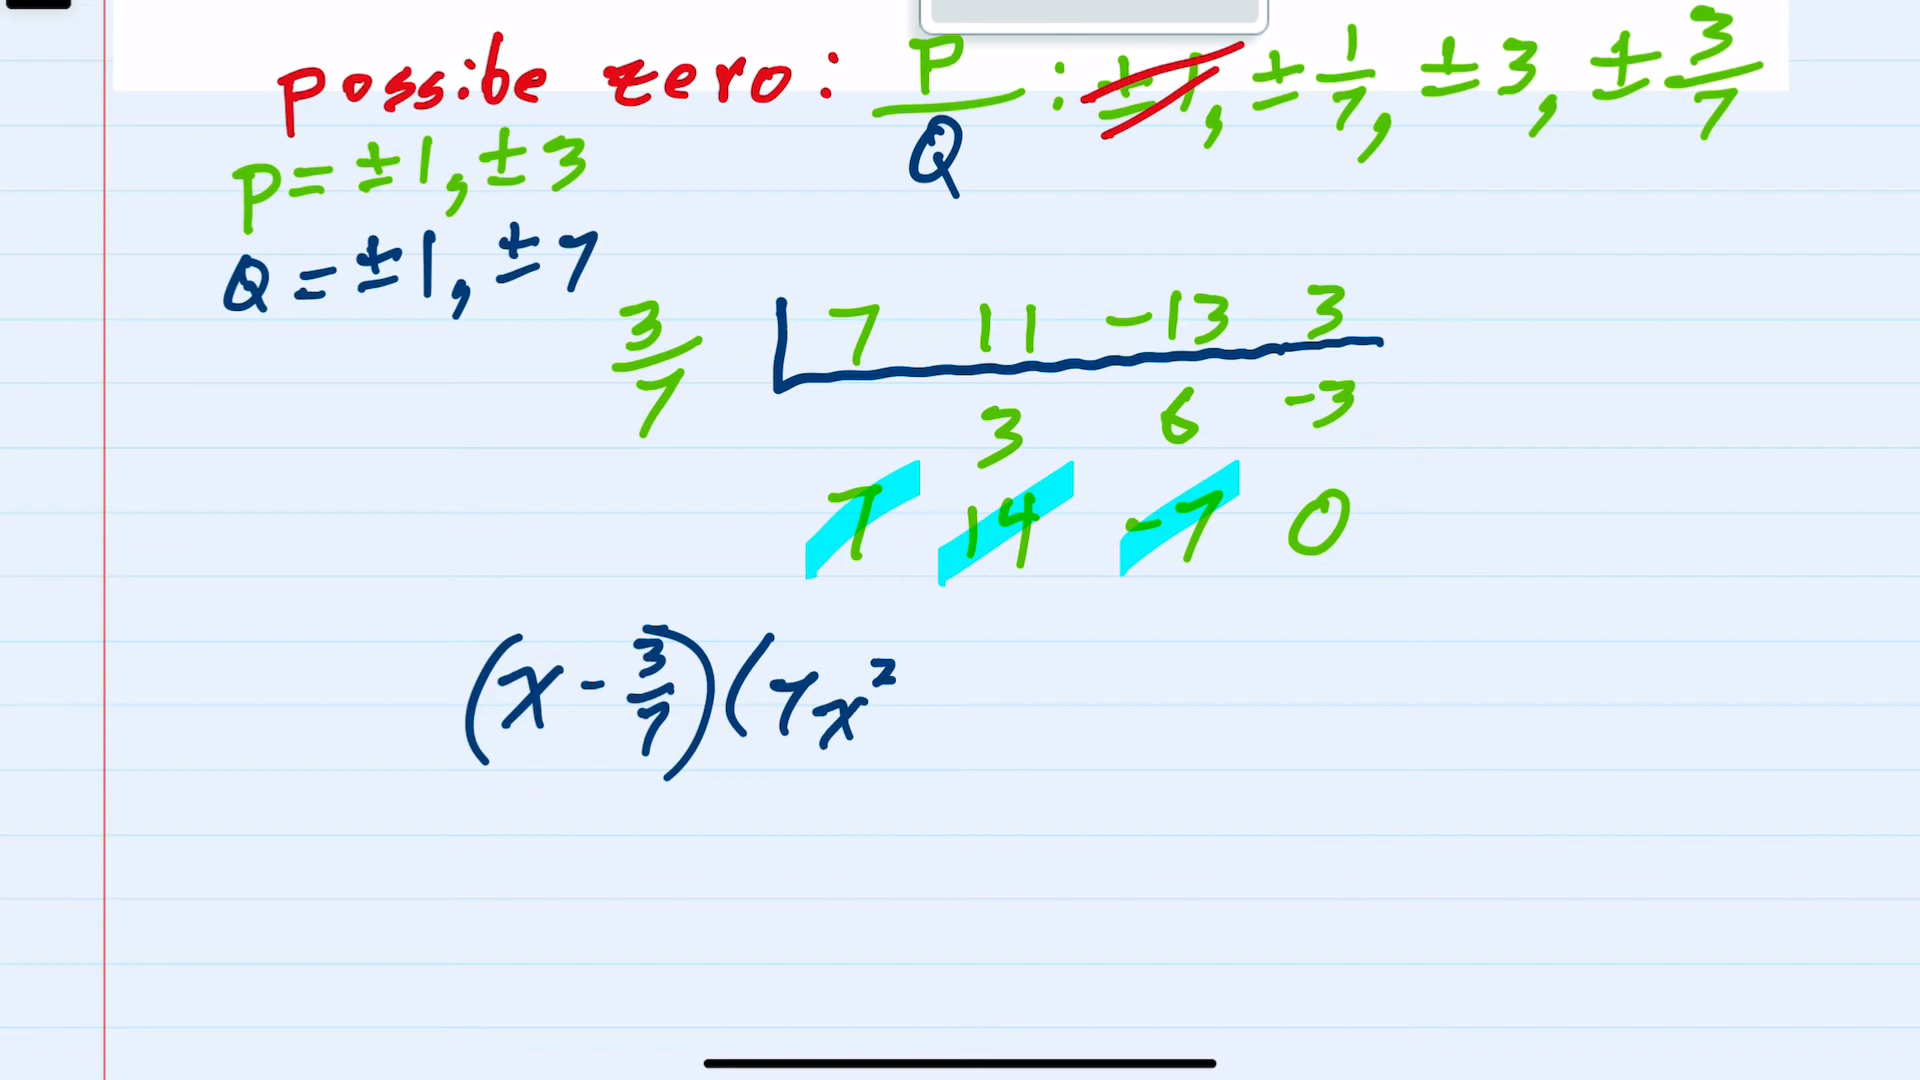 possibe zero: P/Q : ±1, ±1/7, ±3, ±3/7
P = ±1, ±3
Q = ±1, ±7
3/7 7 11 -13 3
3 6 -3
7 14 -7 0
(x - 3/7)(7x²